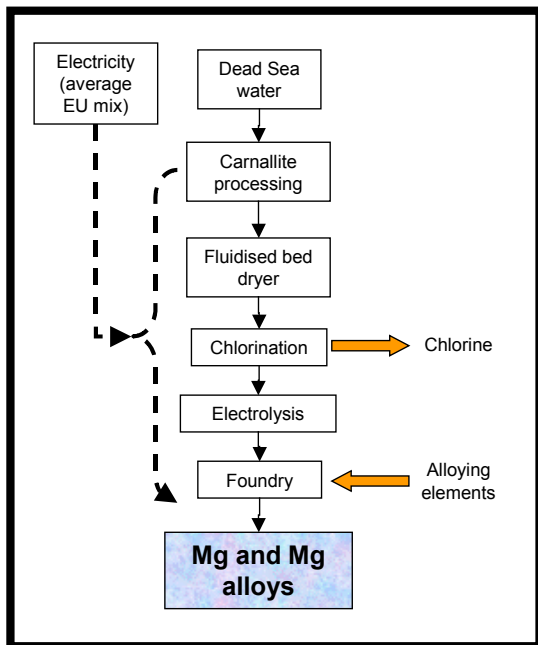 Electricity
(average
EU mix)
Dead Sea
water
Carnallite
processing
Fluidised bed
dryer
Chlorination
Chlorine
Electrolysis
Foundry
Alloying
elements
Mg and Mg
alloys